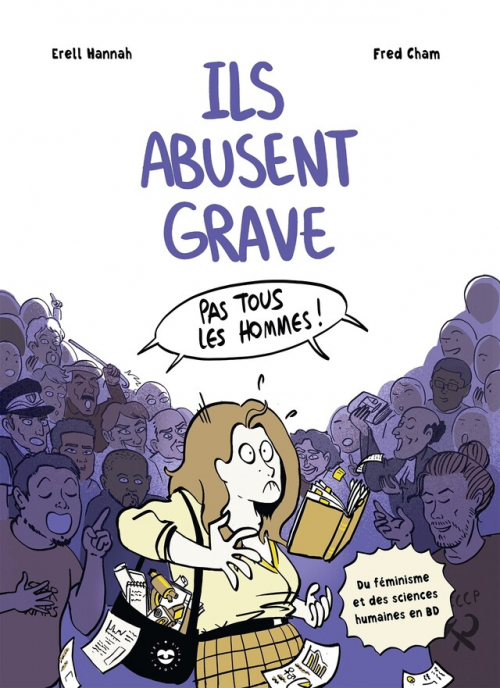 Erell Hannah
Fred Cham
ILS
ABUSENT
GRAVE
PAS TOUS
LES HOMMES !
Du féminisme
et des sciences
humaines en BD
CCP